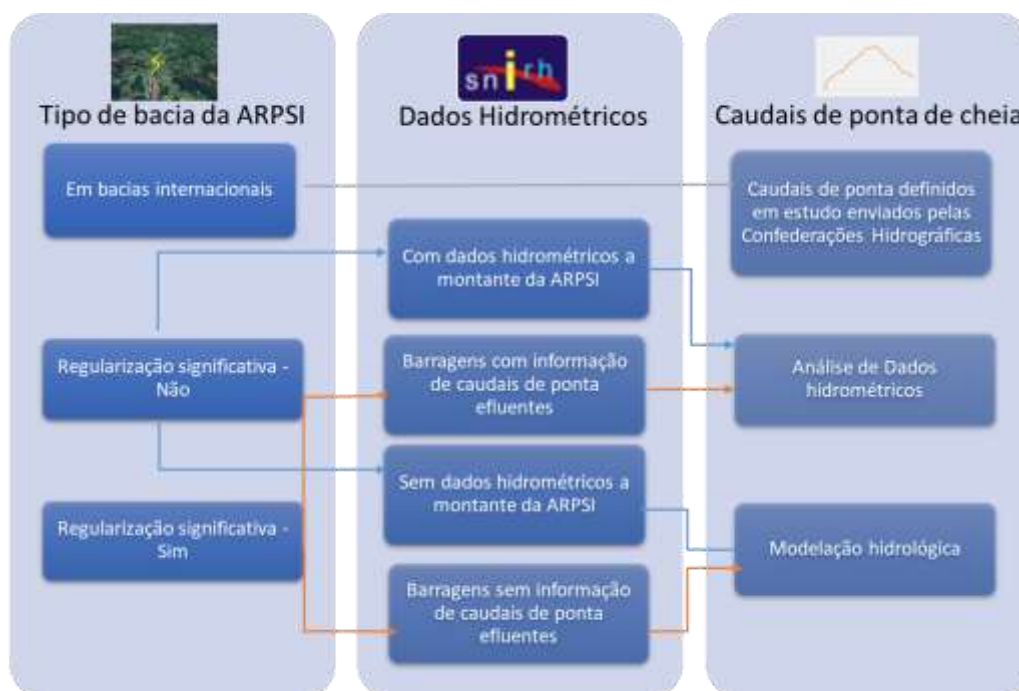 snirh
Tipo de bacia da ARPSI
Em bacias internacionais
Regularização significativa -
Não
Regularização significativa -
Sim
Dados Hidrométricos
Com dados hidrométricos a
montante da ARPSI
Barragens com informação
de caudais de ponta
efluentes
Sem dados hidrométricos a
montante da ARPSI
Barragens sem informação
de caudais de ponta
efluentes
Caudais de ponta de cheia
Caudais de ponta definidos
em estudo enviados pelas
Confederações Hidrográficas
Análise de Dados
hidrométricos
Modelação hidrológica